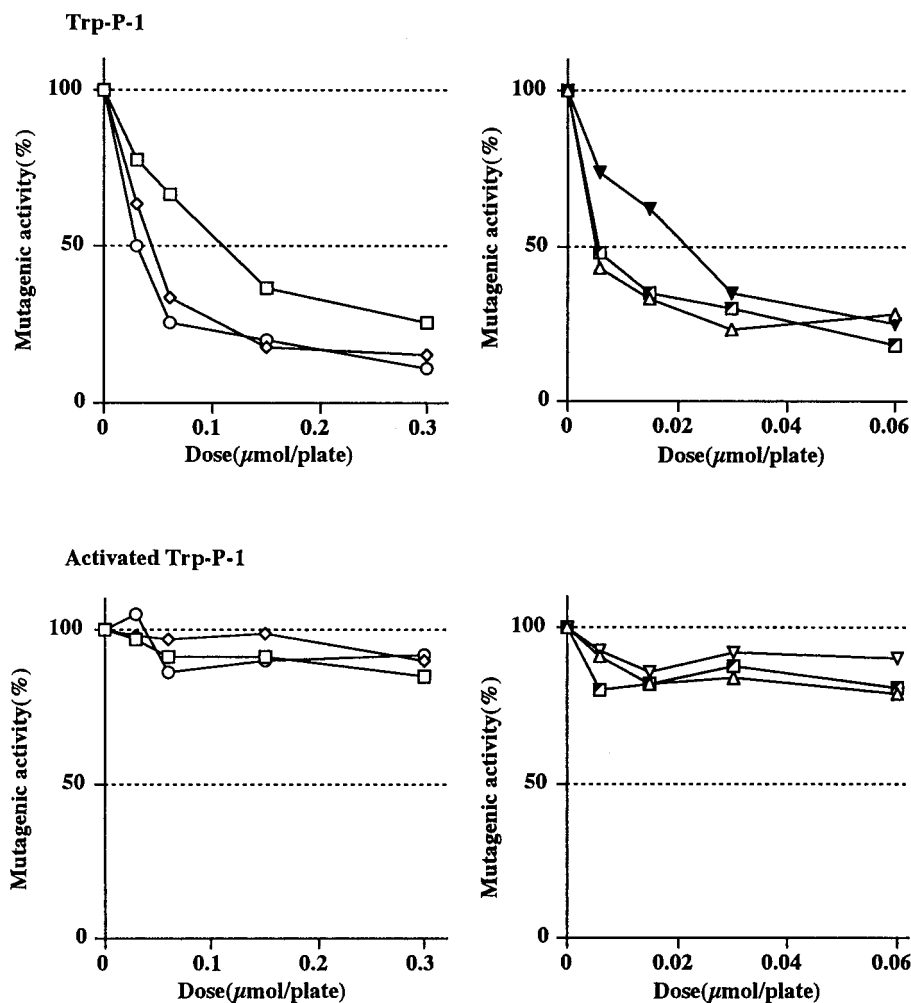 Trp-P-1
100
50
0
Mutagenic activity(%)
0
0.1
0.2
0.3
Dose(μmol/plate)
100
50
0
Mutagenic activity(%)
0
0.02
0.04
0.06
Dose(μmol/plate)
Activated Trp-P-1
100
50
0
Mutagenic activity(%)
0
0.1
0.2
0.3
Dose(μmol/plate)
100
50
0
Mutagenic activity(%)
0
0.02
0.04
0.06
Dose(μmol/plate)